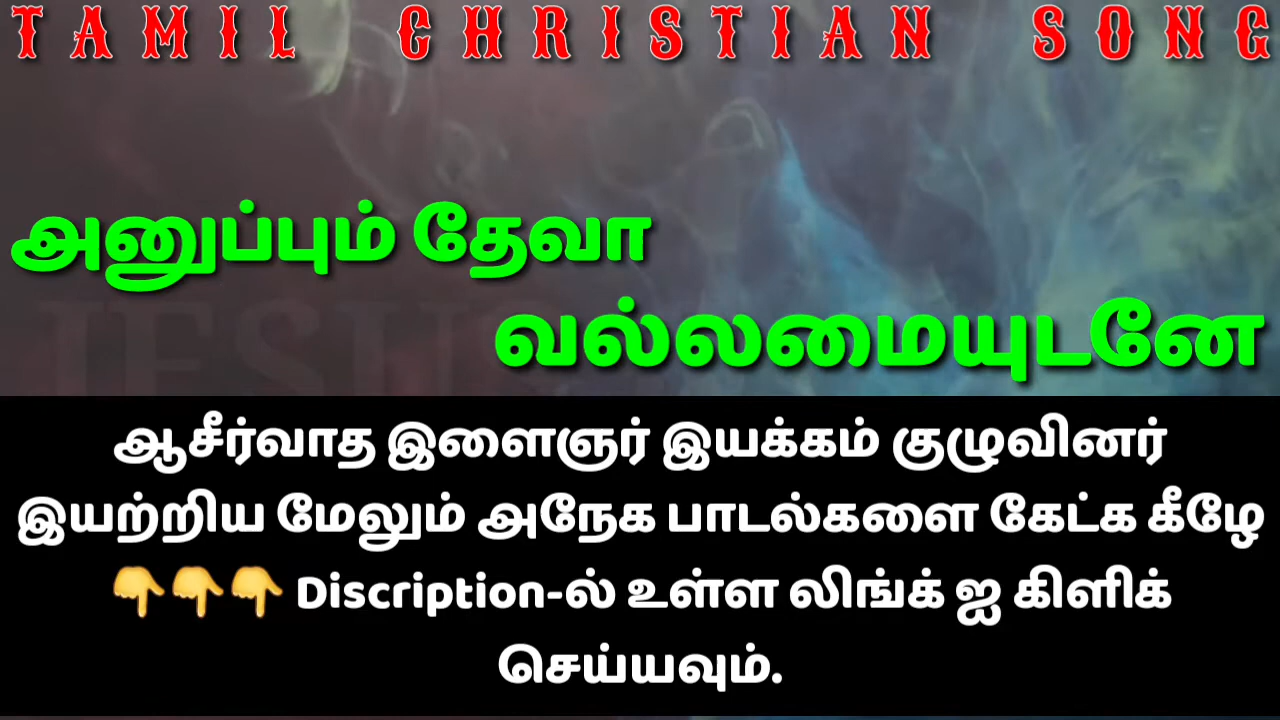 TAMIL CHRISTIAN SONG
அனுப்பும் தேவா
வல்லமையுடனே
JESUS
ஆசீர்வாத இளைஞர் இயக்கம் குழுவினர்
இயற்றிய மேலும் அநேக பாடல்களை கேட்க கீழே
👇👇👇 Discription-ல் உள்ள லிங்க் ஐ கிளிக்
செய்யவும்.